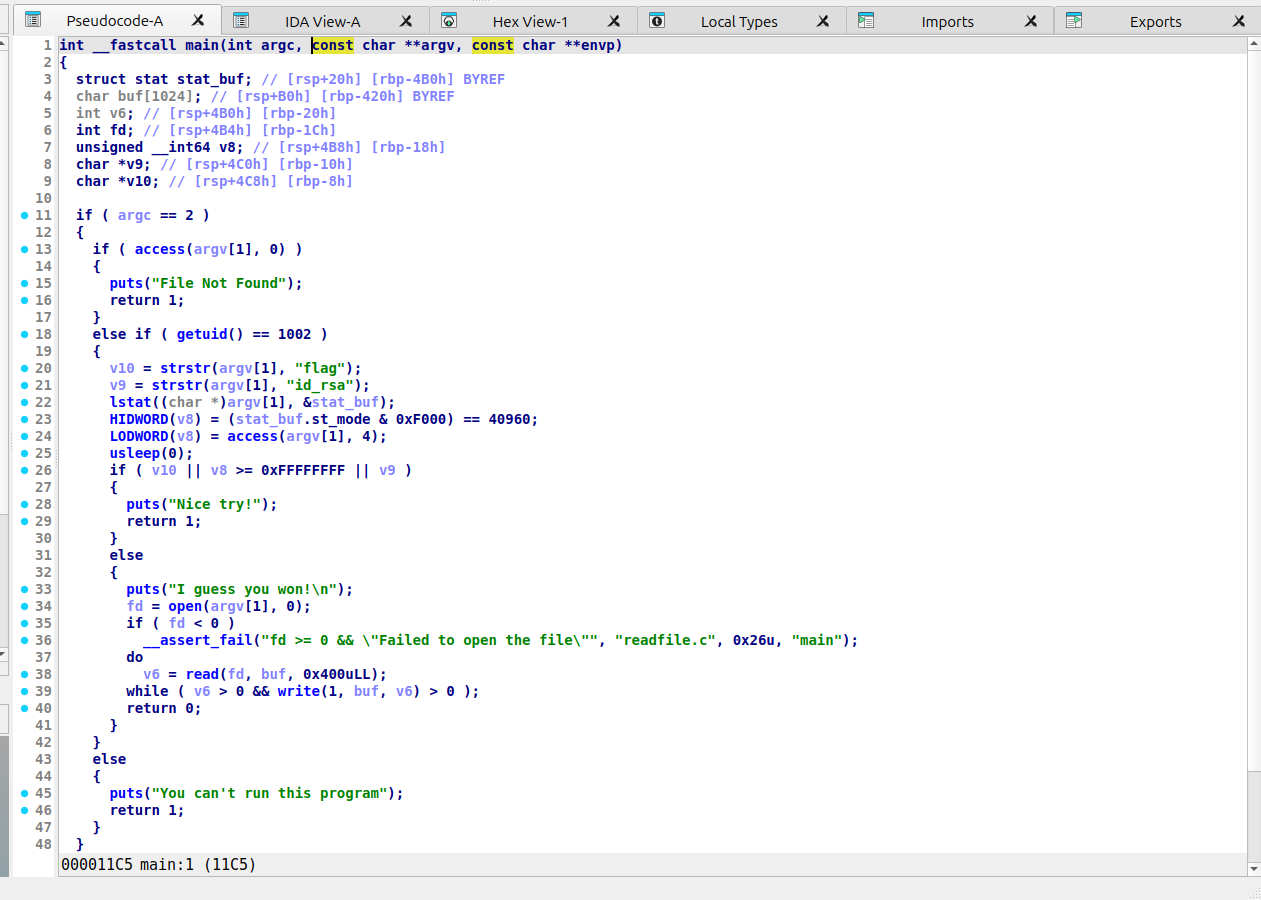 Pseudocode-A IDA View-A Hex View-1 Local Types Imports Exports
1 int __fastcall main(int argc, const char **argv, const char **envp)
2 {
3   struct stat stat_buf; // [rsp+20h] [rbp-4B0h] BYREF
4   char buf[1024]; // [rsp+B0h] [rbp-420h] BYREF
5   int v6; // [rsp+4B0h] [rbp-20h]
6   int fd; // [rsp+4B4h] [rbp-1Ch]
7   unsigned __int64 v8; // [rsp+4B8h] [rbp-18h]
8   char *v9; // [rsp+4C0h] [rbp-10h]
9   char *v10; // [rsp+4C8h] [rbp-8h]
10
11   if ( argc == 2 )
12   {
13     if ( access(argv[1], 0) )
14     {
15       puts("File Not Found");
16       return 1;
17     }
18     else if ( getuid() == 1002 )
19     {
20       v10 = strstr(argv[1], "flag");
21       v9 = strstr(argv[1], "id_rsa");
22       lstat((char *)argv[1], &stat_buf);
23       HIDWORD(v8) = (stat_buf.st_mode & 0xF000) == 40960;
24       LODWORD(v8) = access(argv[1], 4);
25       usleep(0);
26       if ( v10 || v8 >= 0xFFFFFFFF || v9 )
27       {
28         puts("Nice try!");
29         return 1;
30       }
31       else
32       {
33         puts("I guess you won!\n");
34         fd = open(argv[1], 0);
35         if ( fd < 0 )
36           __assert_fail("fd >= 0 && \"Failed to open the file\"", "readfile.c", 0x26u, "main");
37         do
38           v6 = read(fd, buf, 0x400uLL);
39         while ( v6 > 0 && write(1, buf, v6) > 0 );
40         return 0;
41       }
42     }
43     else
44     {
45       puts("You can't run this program");
46       return 1;
47     }
48   }
000011C5 main:1 (11C5)